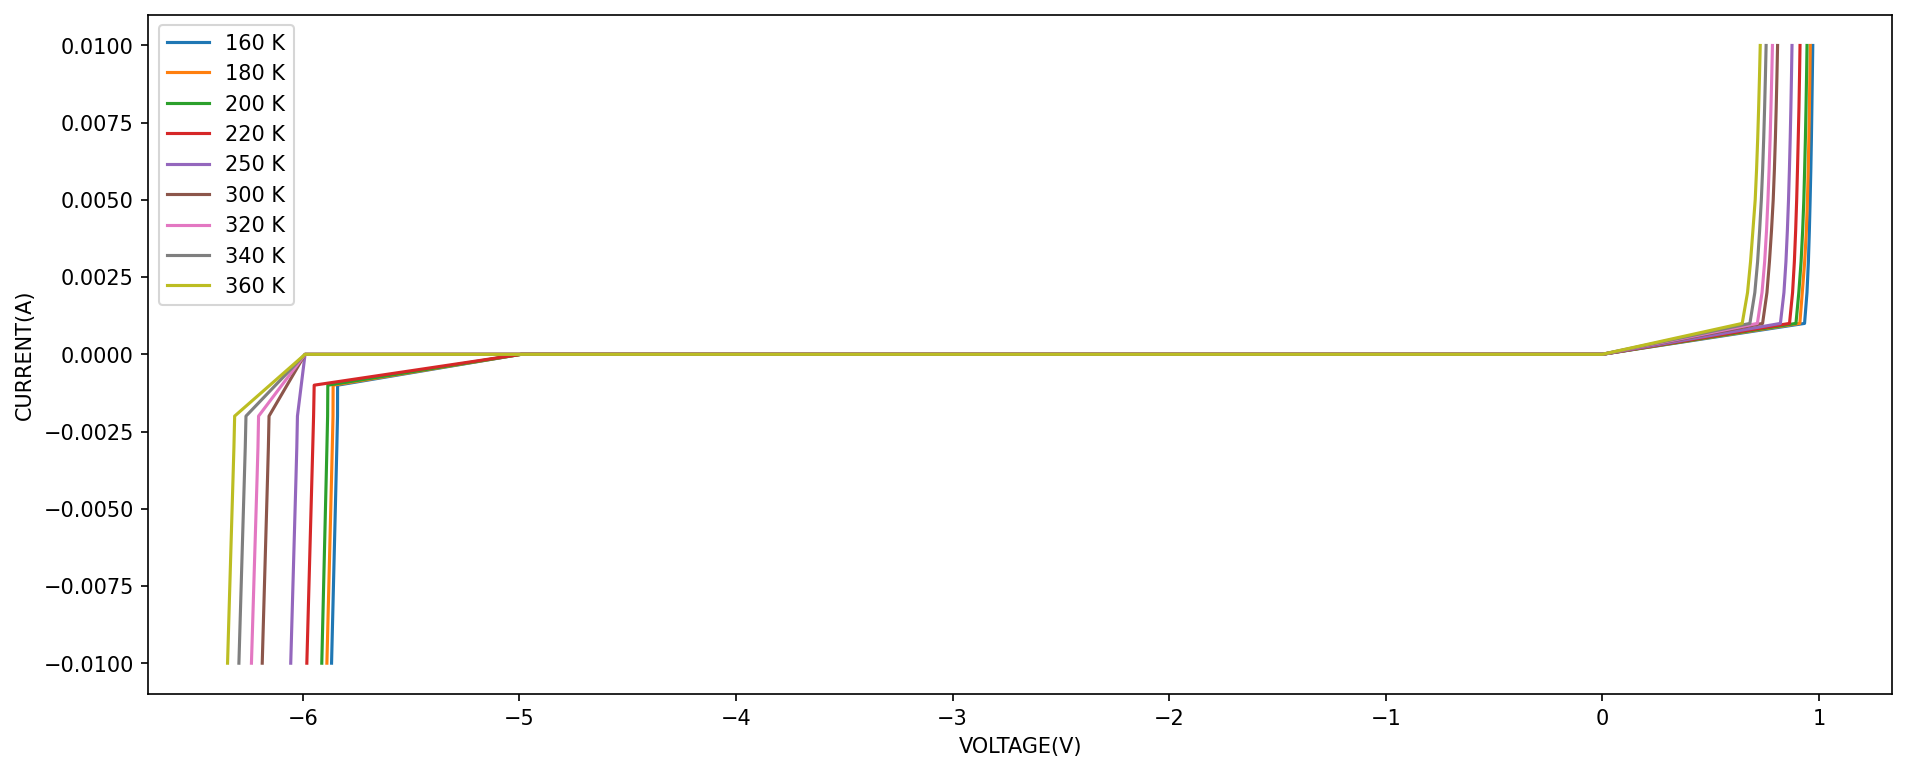 160 K
180 K
200 K
220 K
250 K
300 K
320 K
340 K
360 K
0.0100
0.0075
0.0050
0.0025
0.0000
−0.0025
−0.0050
−0.0075
−0.0100
CURRENT(A)
−6 −5 −4 −3 −2 −1 0 1
VOLTAGE(V)